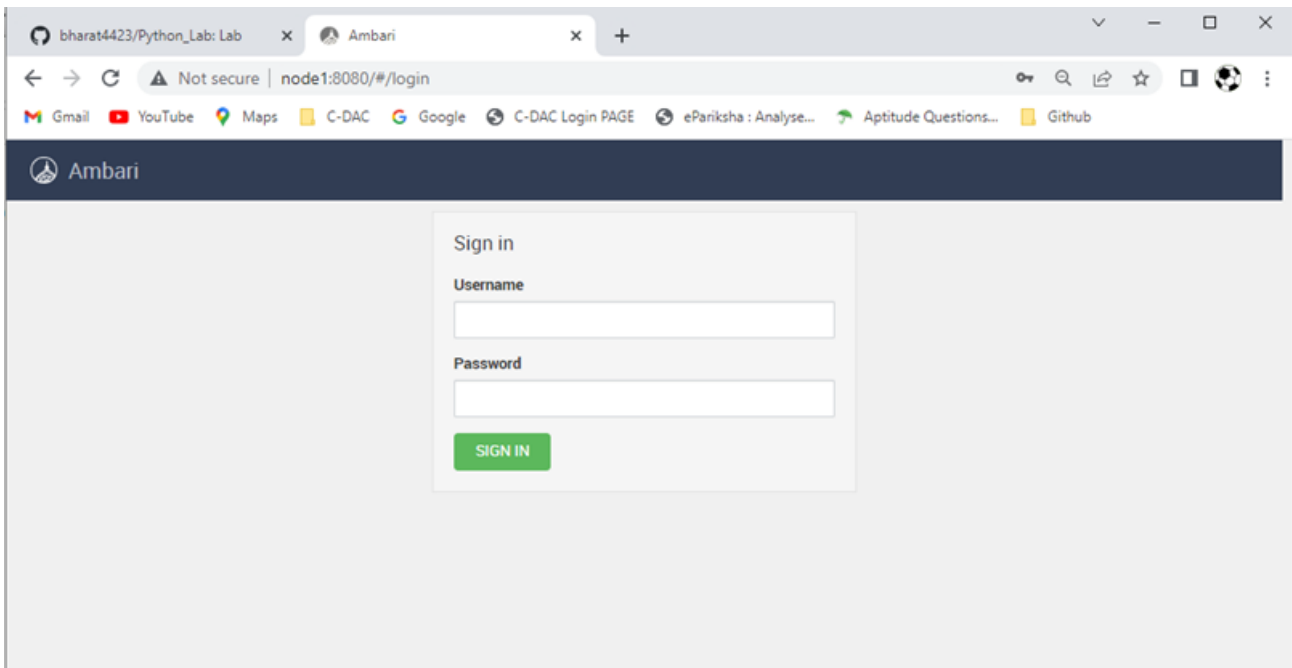 bharat4423/Python_Lab: Lab Ambari
Not secure node1:8080/#/login
Gmail YouTube Maps C-DAC Google C-DAC Login PAGE ePariksha : Analyse... Aptitude Questions... Github
Ambari
Sign in
Username
Password
SIGN IN